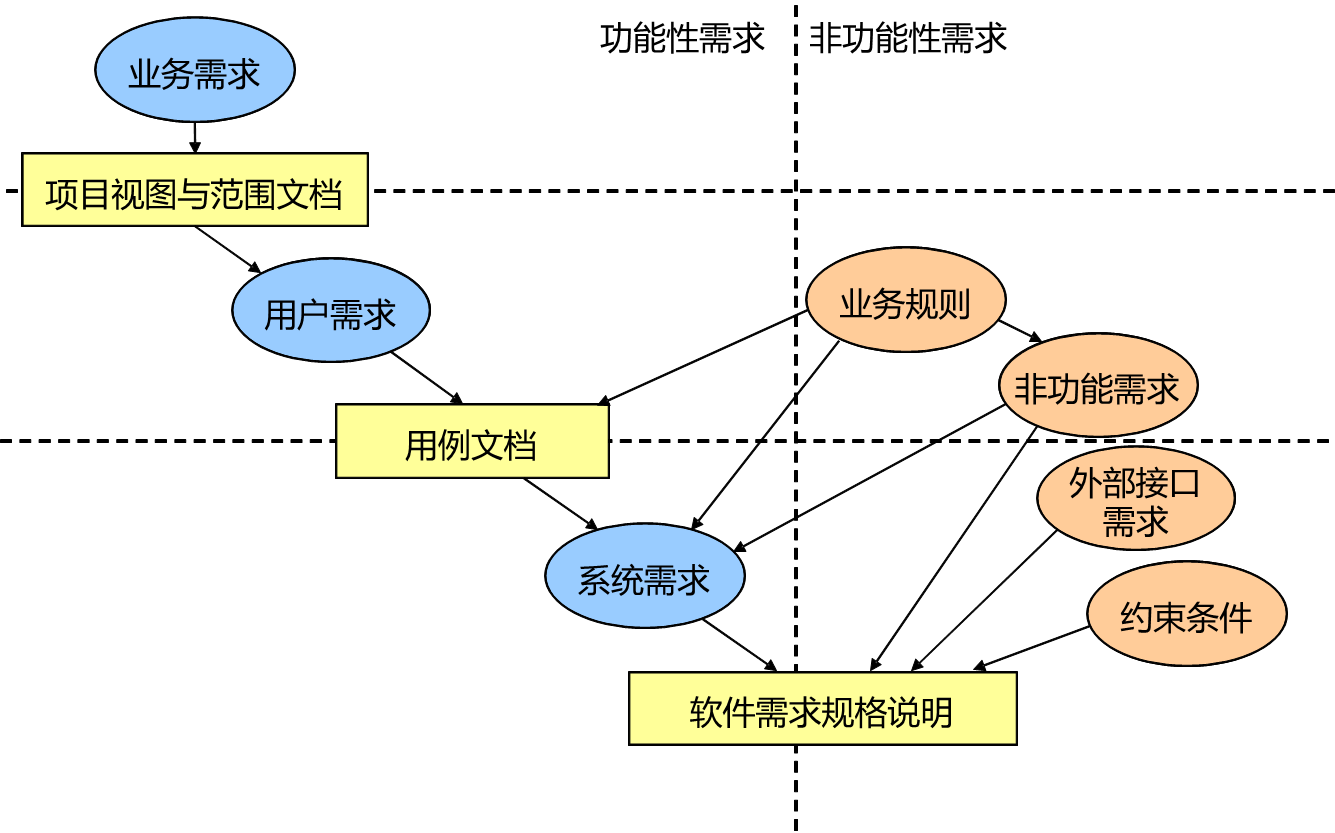 功能性需求
非功能性需求
业务需求
项目视图与范围文档
用户需求
业务规则
非功能需求
用例文档
外部接口
需求
系统需求
约束条件
软件需求规格说明